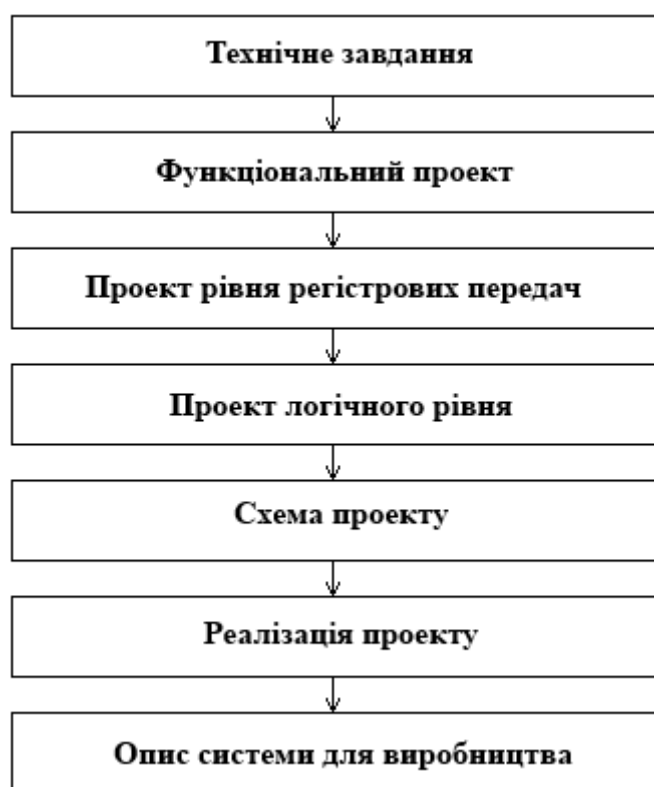 Технічне завдання
Функціональний проект
Проект рівня регістрових передач
Проект логічного рівня
Схема проекту
Реалізація проекту
Опис системи для виробництва